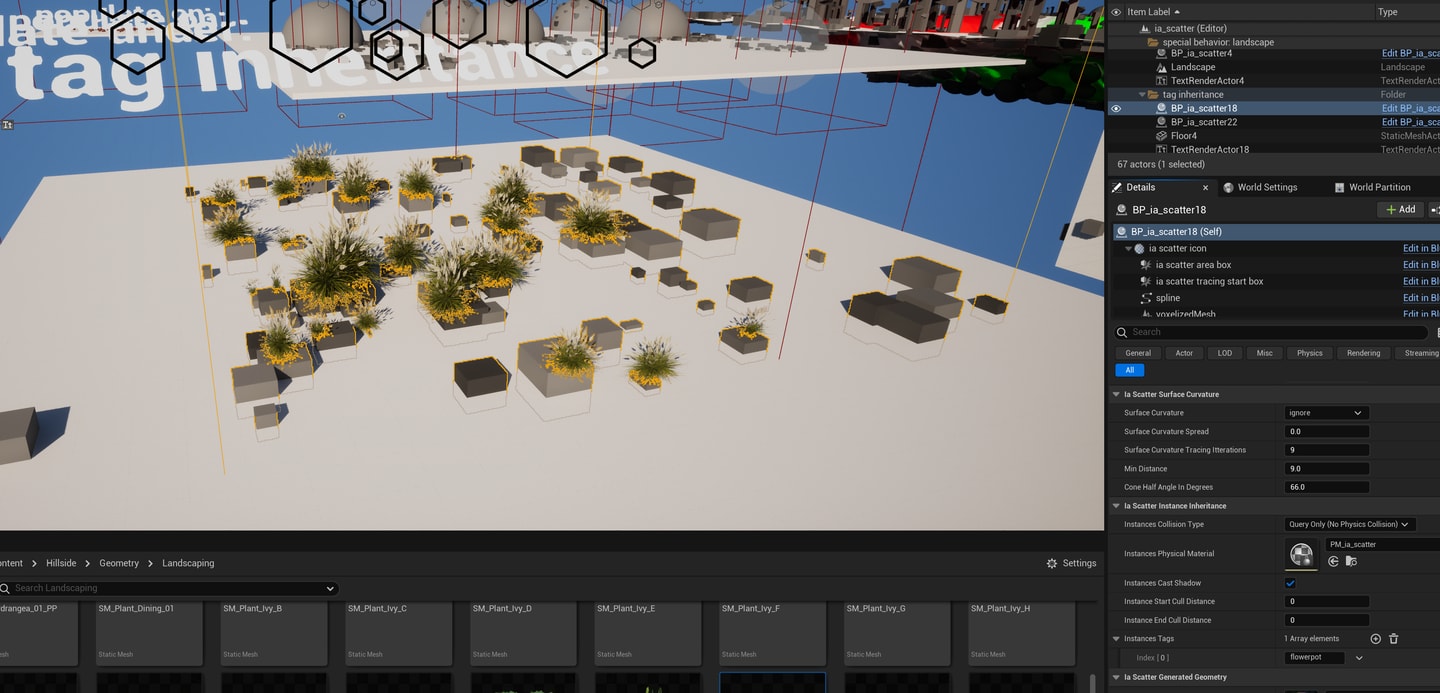 populate on:
tag inheritance
Tt
Item Label
Type
ia_scatter (Editor)
special behavior: landscape
BP_ia_scatter4
Edit BP_ia_sca
Landscape
Landscape
TextRenderActor4
TextRenderAct
tag inheritance
Folder
BP_ia_scatter18
Edit BP_ia_sca
BP_ia_scatter22
Edit BP_ia_sca
Floor4
StaticMeshAct
TextRenderActor18
TextRenderAct
67 actors (1 selected)
Details
World Settings
World Partition
BP_ia_scatter18
+ Add
BP_ia_scatter18 (Self)
ia scatter icon
Edit in Bl
ia scatter area box
Edit in Bl
ia scatter tracing start box
Edit in Bl
spline
Edit in Bl
voxelizedMesh
Edit in Bl
Search
General
Actor
LOD
Misc
Physics
Rendering
Streaming
All
Ia Scatter Surface Curvature
Surface Curvature
ignore
Surface Curvature Spread
0.0
Surface Curvature Tracing Itterations
9
Min Distance
9.0
Cone Half Angle In Degrees
66.0
Ia Scatter Instance Inheritance
Instances Collision Type
Query Only (No Physics Collision)
Instances Physical Material
PM_ia_scatter
Instances Cast Shadow
Instance Start Cull Distance
0
Instance End Cull Distance
0
Instances Tags
1 Array elements
Index [ 0 ]
flowerpot
Ia Scatter Generated Geometry
ontent > Hillside > Geometry > Landscaping
Settings
Search Landscaping
drangea_01_PP
SM_Plant_Dining_01
SM_Plant_Ivy_B
SM_Plant_Ivy_C
SM_Plant_Ivy_D
SM_Plant_Ivy_E
SM_Plant_Ivy_F
SM_Plant_Ivy_G
SM_Plant_Ivy_H
esh
Static Mesh
Static Mesh
Static Mesh
Static Mesh
Static Mesh
Static Mesh
Static Mesh
Static Mesh